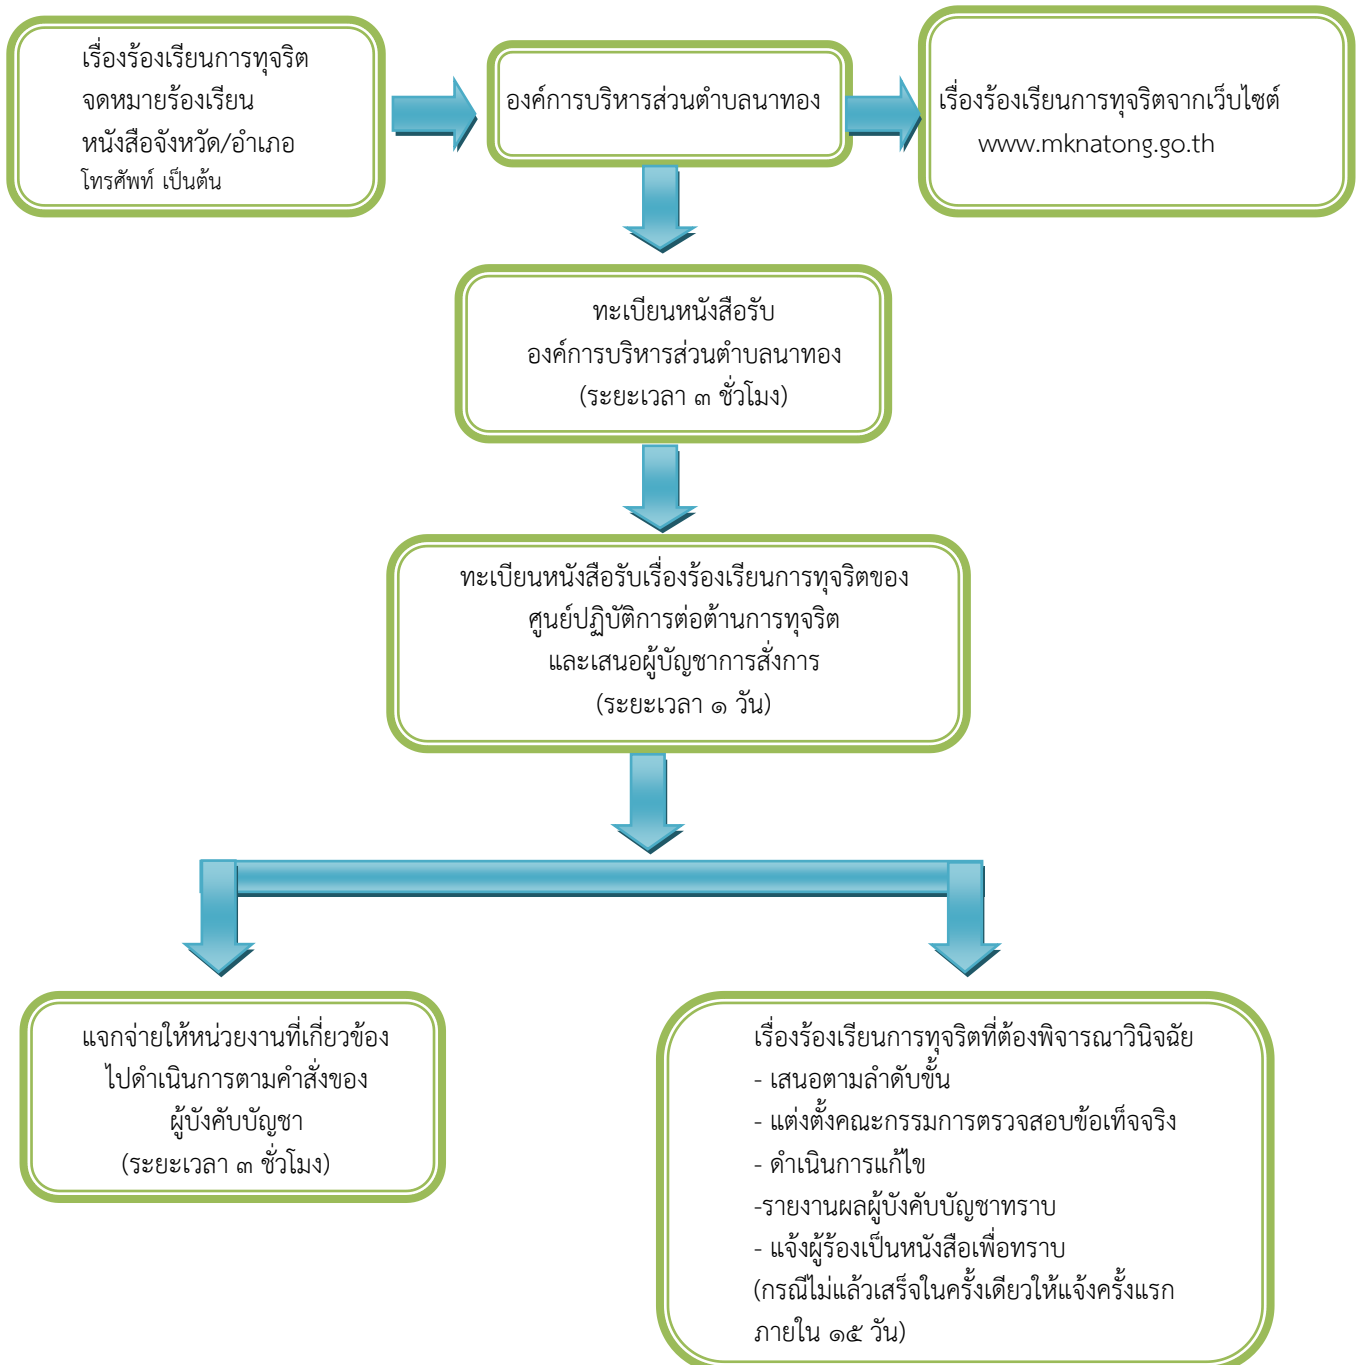 เรื่องร้องเรียนการทุจริต
จดหมายร้องเรียน
หนังสือจังหวัด/อำเภอ
โทรศัพท์ เป็นต้น
องค์การบริหารส่วนตำบลนาทอง
เรื่องร้องเรียนการทุจริตจากเว็บไซต์
www.mknatong.go.th
ทะเบียนหนังสือรับ
องค์การบริหารส่วนตำบลนาทอง
(ระยะเวลา ๓ ชั่วโมง)
ทะเบียนหนังสือรับเรื่องร้องเรียนการทุจริตของ
ศูนย์ปฏิบัติการต่อต้านการทุจริต
และเสนอผู้บัญชาการสั่งการ
(ระยะเวลา ๑ วัน)
แจกจ่ายให้หน่วยงานที่เกี่ยวข้อง
ไปดำเนินการตามคำสั่งของ
ผู้บังคับบัญชา
(ระยะเวลา ๓ ชั่วโมง)
เรื่องร้องเรียนการทุจริตที่ต้องพิจารณาวินิจฉัย
- เสนอตามลำดับขั้น
- แต่งตั้งคณะกรรมการตรวจสอบข้อเท็จจริง
- ดำเนินการแก้ไข
-รายงานผลผู้บังคับบัญชาทราบ
- แจ้งผู้ร้องเป็นหนังสือเพื่อทราบ
(กรณีไม่แล้วเสร็จในครั้งเดียวให้แจ้งครั้งแรก
ภายใน ๑๕ วัน)